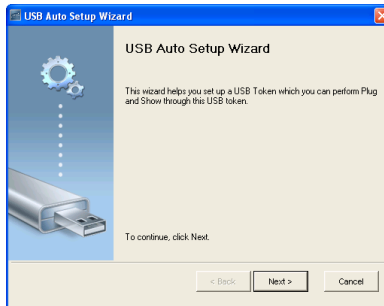 USB Auto Setup Wizard
USB Auto Setup Wizard
This wizard helps you set up a USB Token which you can perform Plug
and Show through this USB token.
To continue, click Next.
< Back
Next >
Cancel